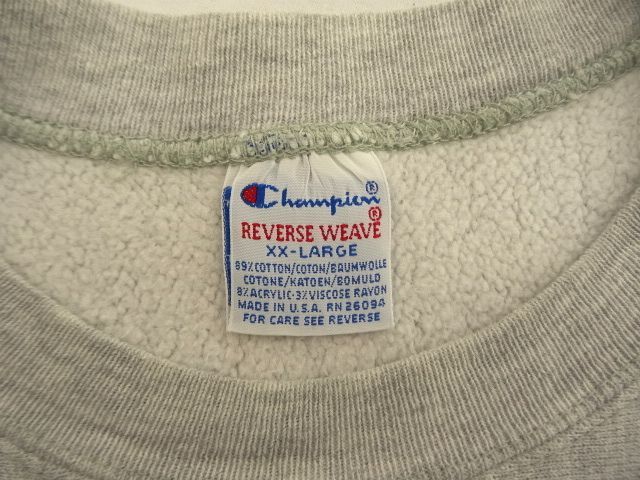 Champion®
REVERSE WEAVE®
XX-LARGE
89% COTTON/COTON/BAUMWOLLE
COTONE/KATOEN/BOMULD
8% ACRYLIC·3% VISCOSE RAYON
MADE IN U.S.A. RN 26094
FOR CARE SEE REVERSE